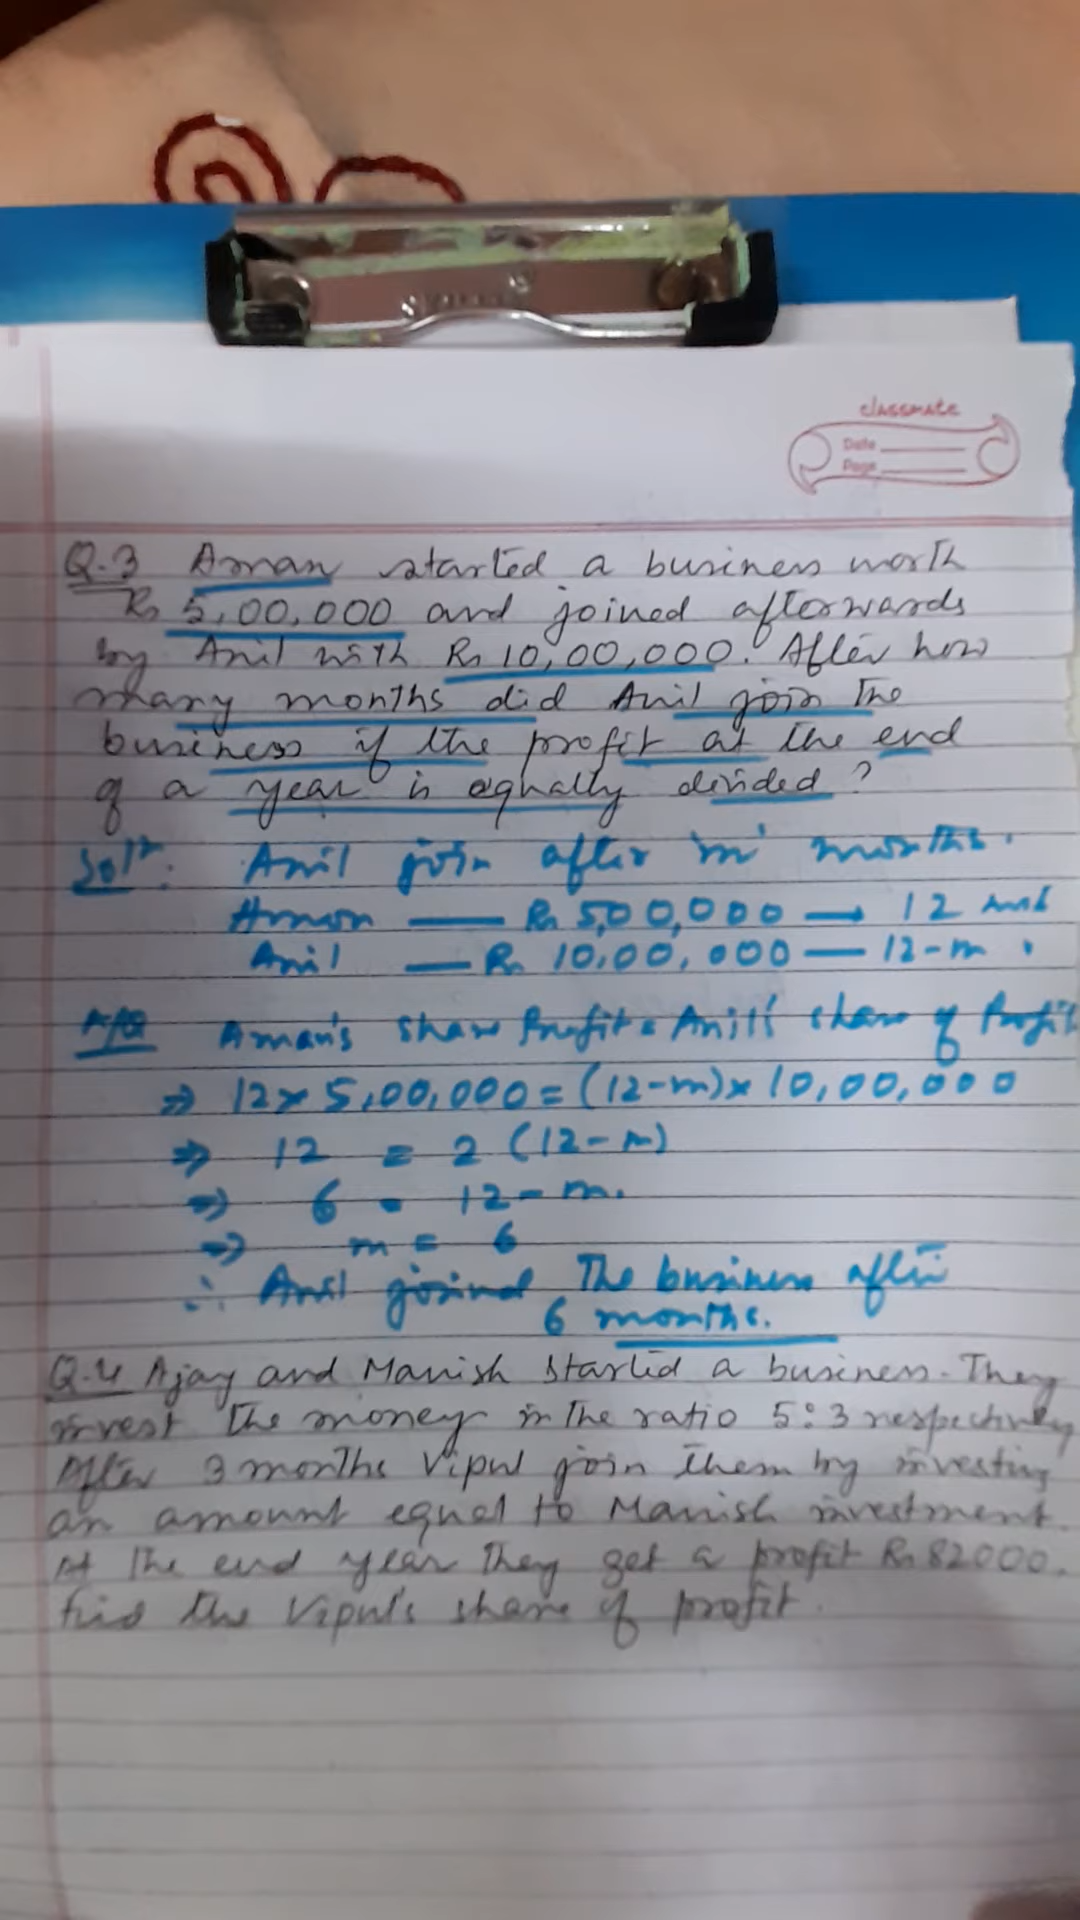 classmate
Date
Page
Q.3 Aman started a business worth
Rs 5,00,000 and joined afterwards
by Anil with Rs 10,00,000. After how
many months did Anil join the
business if the profit at the end
of a year is equally divided?
Solⁿ: Anil join after 'm' months.
Aman — Rs 5,00,000 → 12 
Anil — Rs 10,00,000 — 12-m
A/Q Aman's share Profit = Anil's share of Profit
⇒ 12 × 5,00,000 = (12-m) × 10,00,000
⇒ 12 = 2 (12-m)
⇒ 6 = 12 - m.
⇒ m = 6
∴ Anil joined The business after
6 months.
Q.4 Ajay and Manish started a business. They
invest the money in the ratio 5:3 respectively
After 3 months Vipul join them by investing
an amount equal to Manish investment.
At the end year they get a profit Rs 82000.
find the Vipul's share of profit.